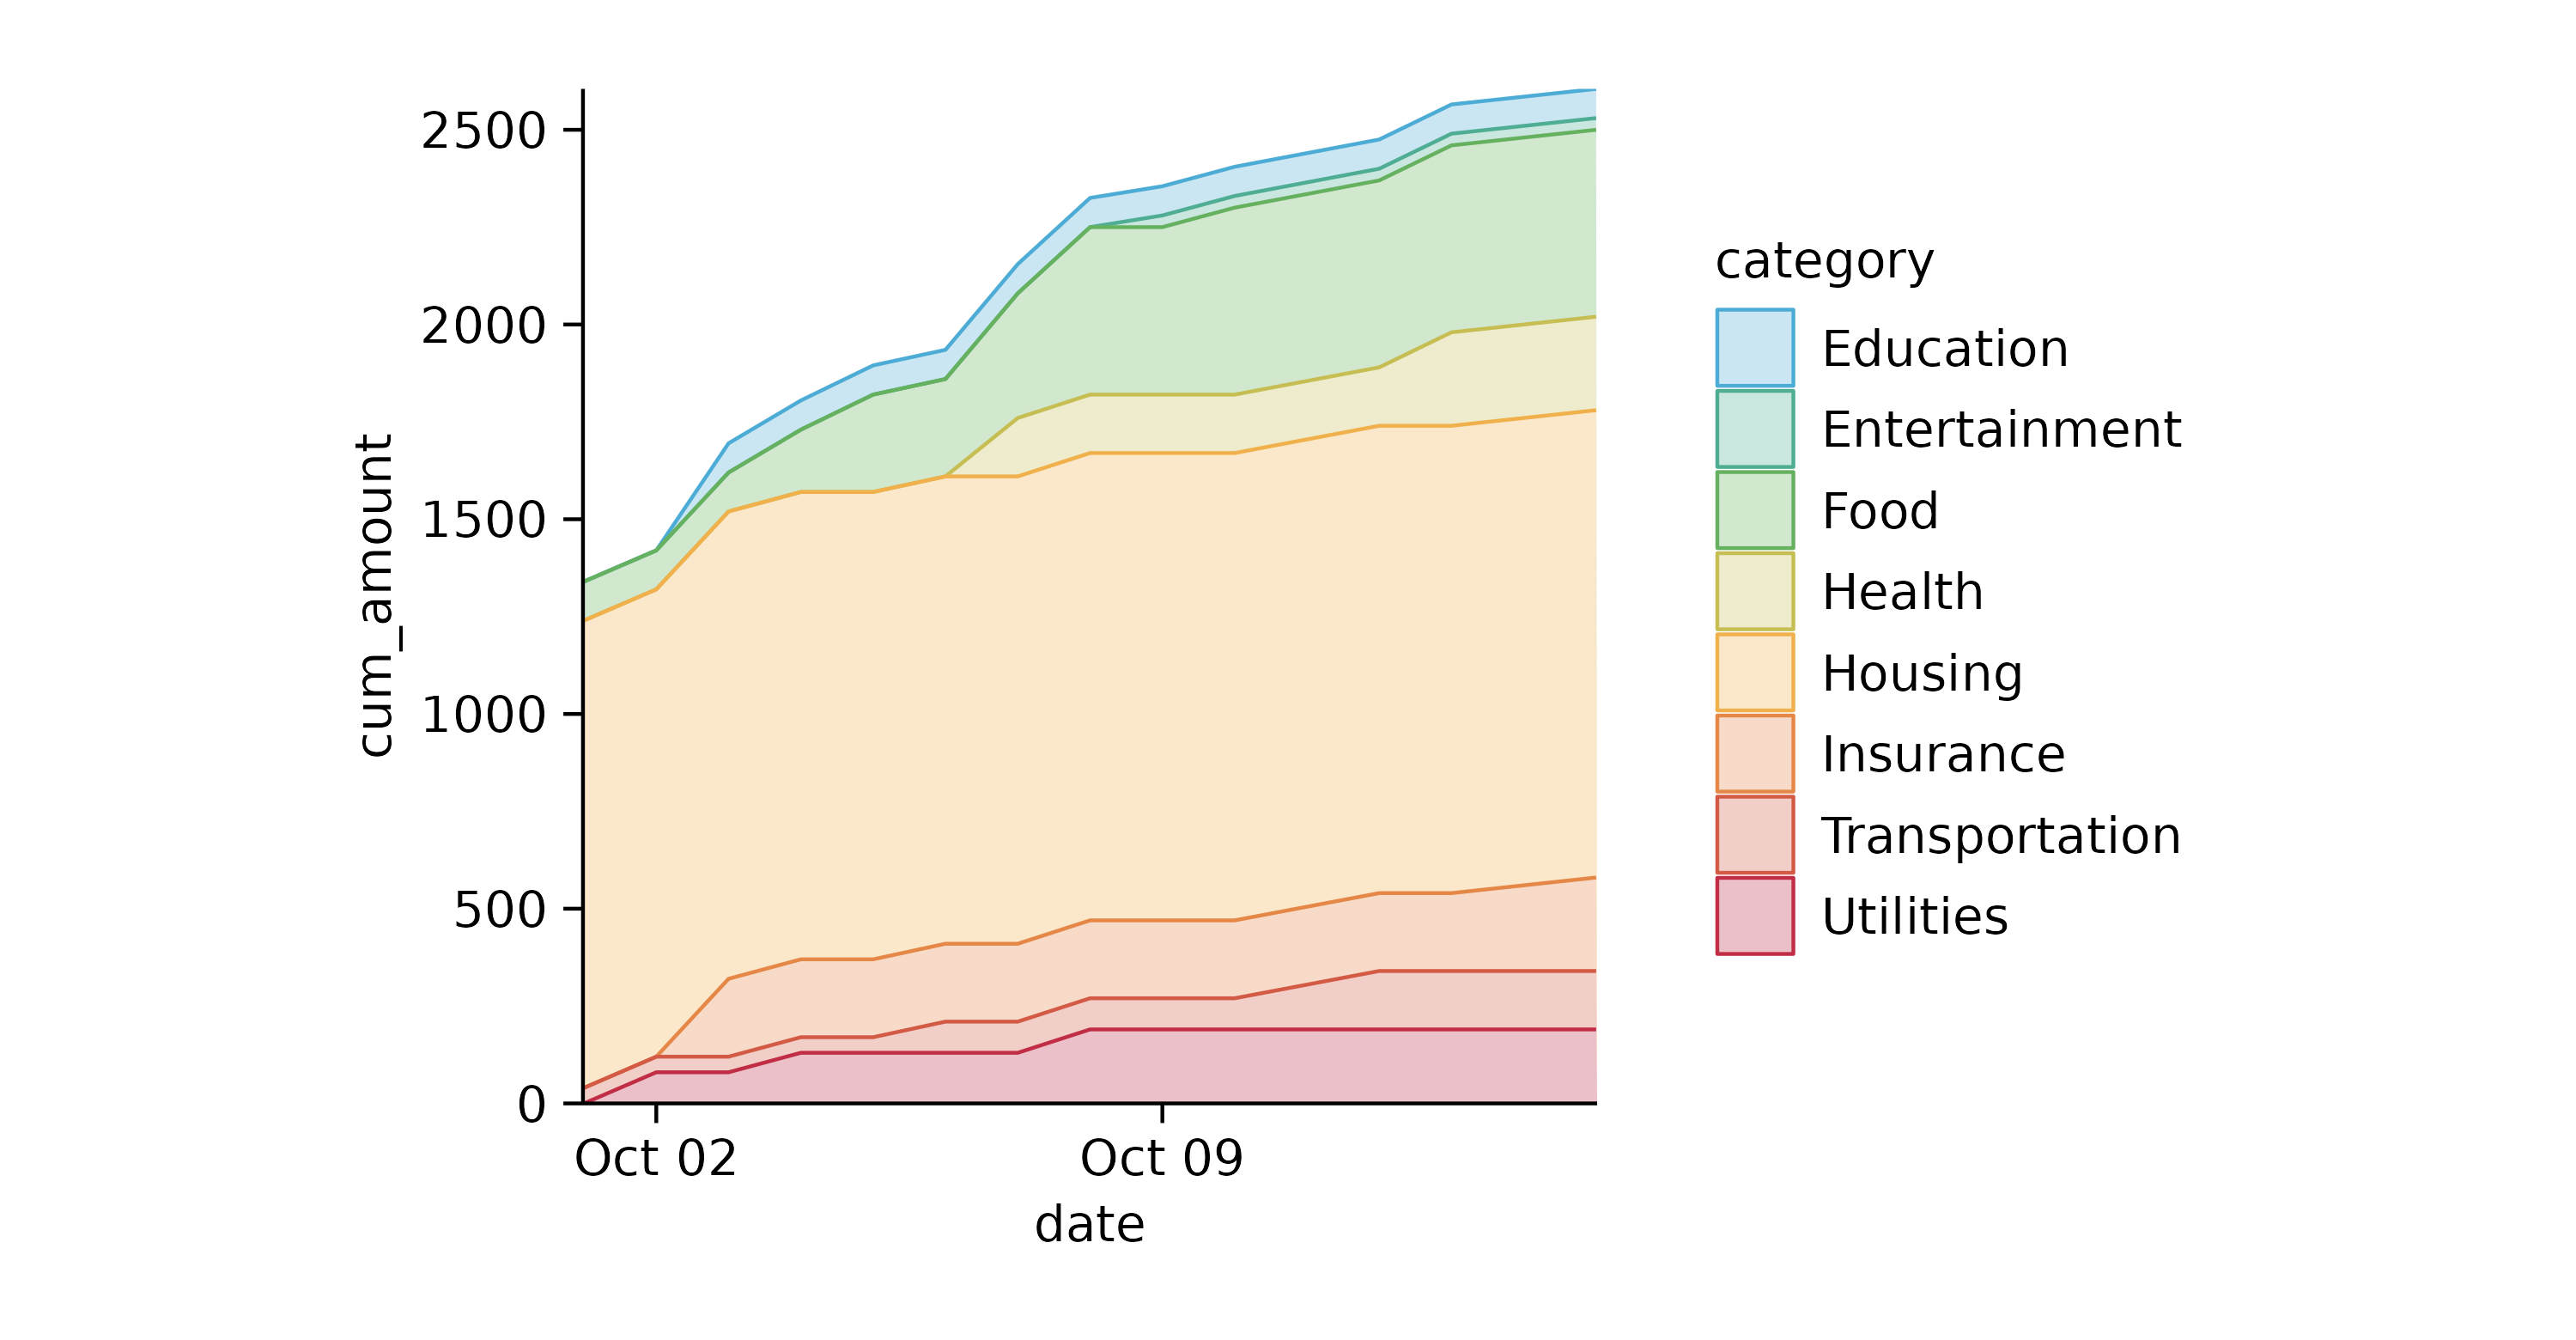 cum_amount
2500
2000
1500
1000
500
0
Oct 02
Oct 09
date
category
Education
Entertainment
Food
Health
Housing
Insurance
Transportation
Utilities